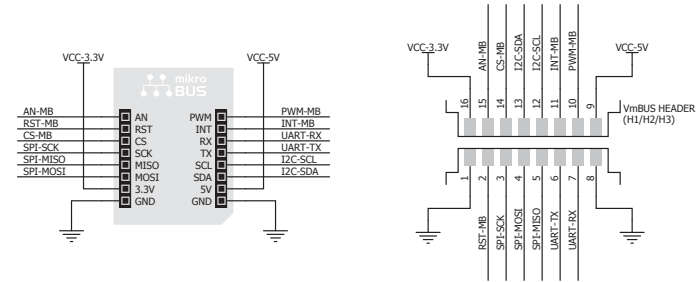 VCC-3.3V
VCC-5V
mikro
BUS
AN-MB
RST-MB
CS-MB
SPI-SCK
SPI-MISO
SPI-MOSI
AN
RST
CS
SCK
MISO
MOSI
3.3V
GND
PWM
INT
RX
TX
SCL
SDA
5V
GND
PWM-MB
INT-MB
UART-RX
UART-TX
I2C-SCL
I2C-SDA
VCC-3.3V
AN-MB
CS-MB
I2C-SDA
I2C-SCL
INT-MB
PWM-MB
VCC-5V
16
15
14
13
12
11
10
9
VmBUS HEADER
(H1/H2/H3)
1
2
3
4
5
6
7
8
RST-MB
SPI-SCK
SPI-MOSI
SPI-MISO
UART-TX
UART-RX